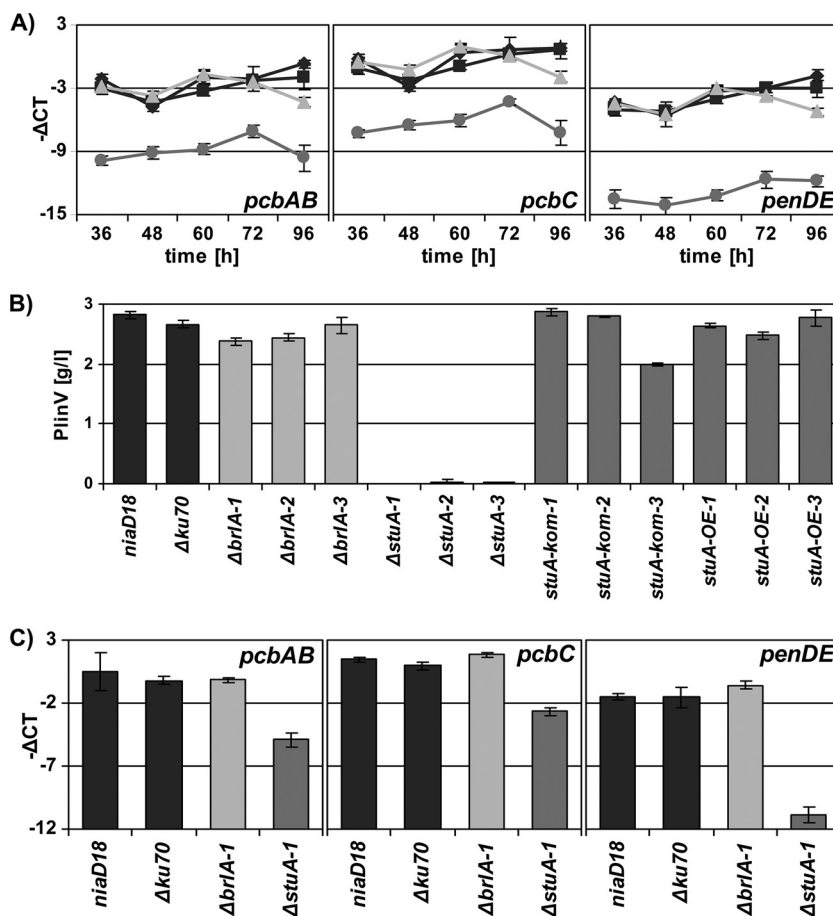 A)
3
-3
-9
-15
-ΔCT
pcbAB
pcbC
penDE
36 48 60 72 96
36 48 60 72 96
36 48 60 72 96
time [h]
time [h]
time [h]
B)
3
2
1
0
PlinV [g/l]
niaD18
Δku70
ΔbrlA-1
ΔbrlA-2
ΔbrlA-3
ΔstuA-1
ΔstuA-2
ΔstuA-3
stuA-kom-1
stuA-kom-2
stuA-kom-3
stuA-OE-1
stuA-OE-2
stuA-OE-3
C)
3
-2
-7
-12
-ΔCT
pcbAB
pcbC
penDE
niaD18
Δku70
ΔbrlA-1
ΔstuA-1
niaD18
Δku70
ΔbrlA-1
ΔstuA-1
niaD18
Δku70
ΔbrlA-1
ΔstuA-1